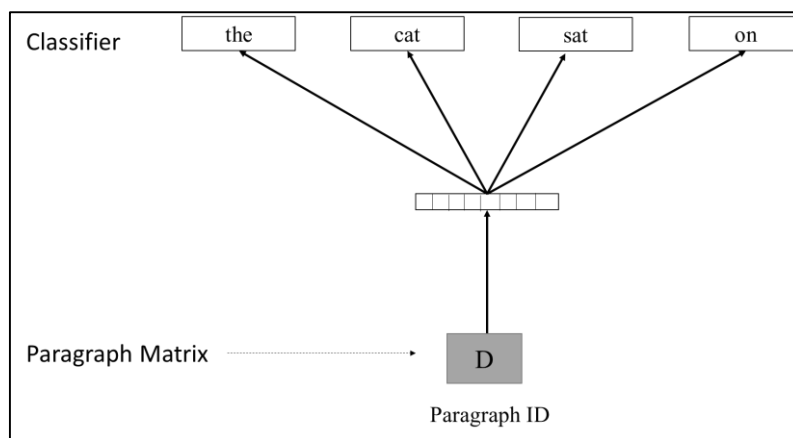 Classifier
the
cat
sat
on
Paragraph Matrix
D
Paragraph ID